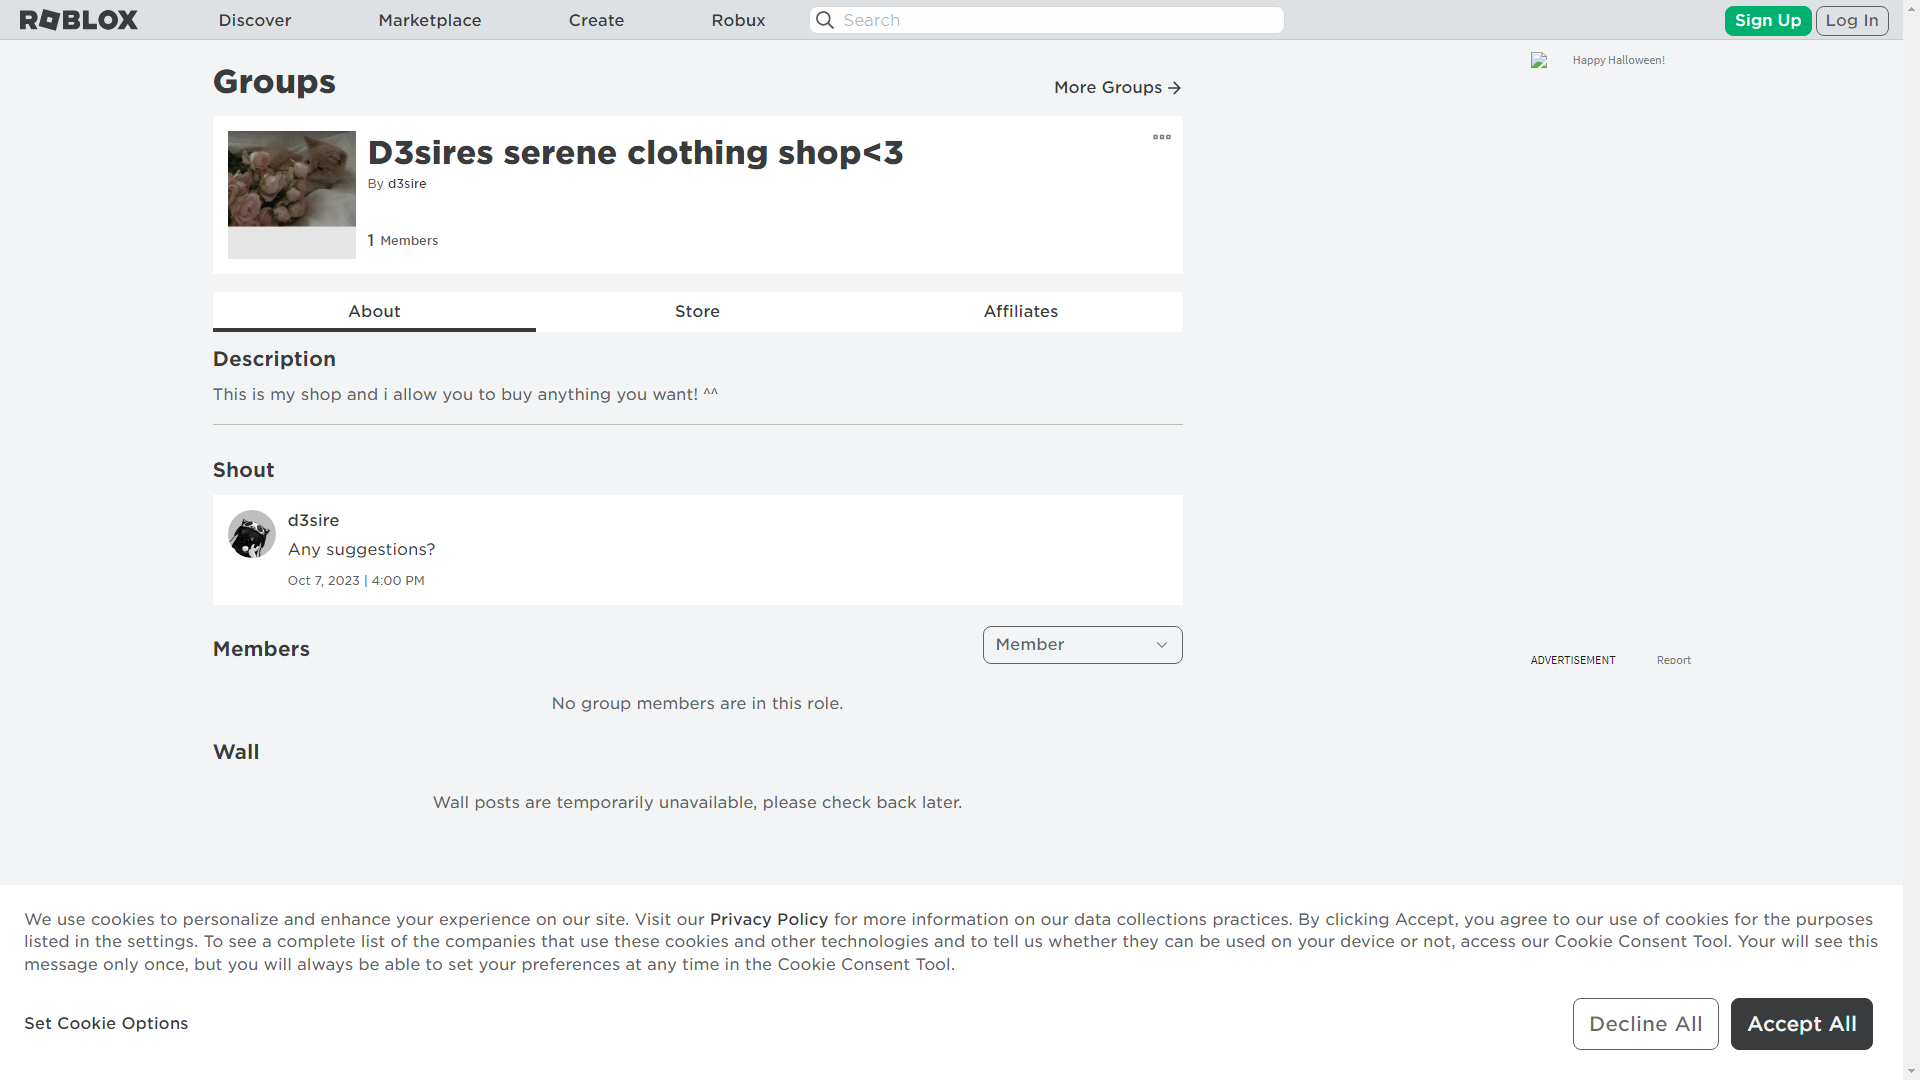 ROBLOX
Discover
Marketplace
Create
Robux
Search
Sign Up
Log In
Groups
More Groups
D3sires serene clothing shop<3
By d3sire
1 Members
About
Store
Affiliates
Description
This is my shop and i allow you to buy anything you want! ^^
Shout
d3sire
Any suggestions?
Oct 7, 2023 | 4:00 PM
Members
Member
No group members are in this role.
Wall
Wall posts are temporarily unavailable, please check back later.
Happy Halloween!
ADVERTISEMENT
Report
We use cookies to personalize and enhance your experience on our site. Visit our Privacy Policy for more information on our data collections practices. By clicking Accept, you agree to our use of cookies for the purposes
listed in the settings. To see a complete list of the companies that use these cookies and other technologies and to tell us whether they can be used on your device or not, access our Cookie Consent Tool. Your will see this
message only once, but you will always be able to set your preferences at any time in the Cookie Consent Tool.
Set Cookie Options
Decline All
Accept All